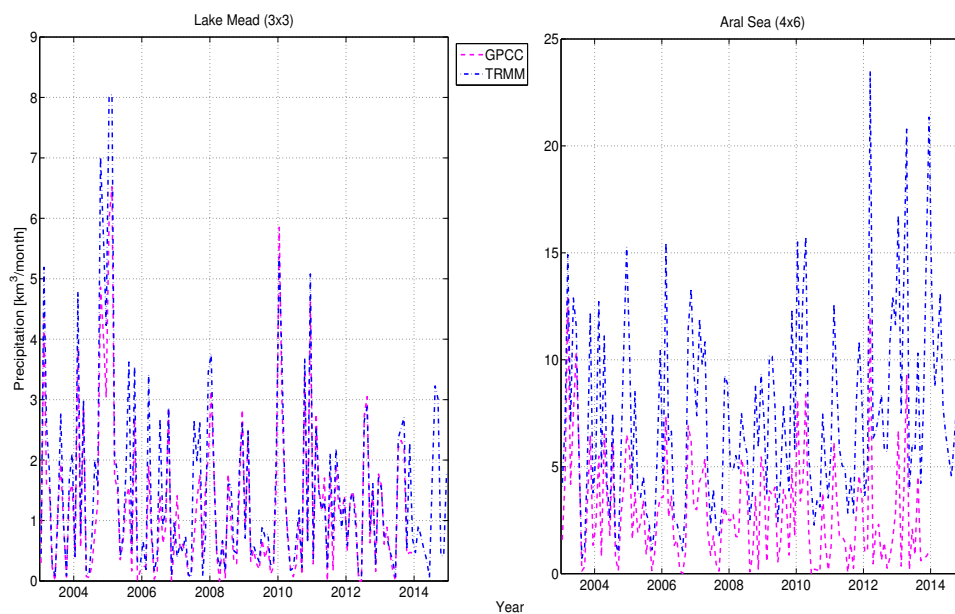 Lake Mead (3x3)
Aral Sea (4x6)
GPCC
TRMM
Precipitation [km³/month]
9
8
7
6
5
4
3
2
1
0
2004 2006 2008 2010 2012 2014
25
20
15
10
5
0
2004 2006 2008 2010 2012 2014
Year